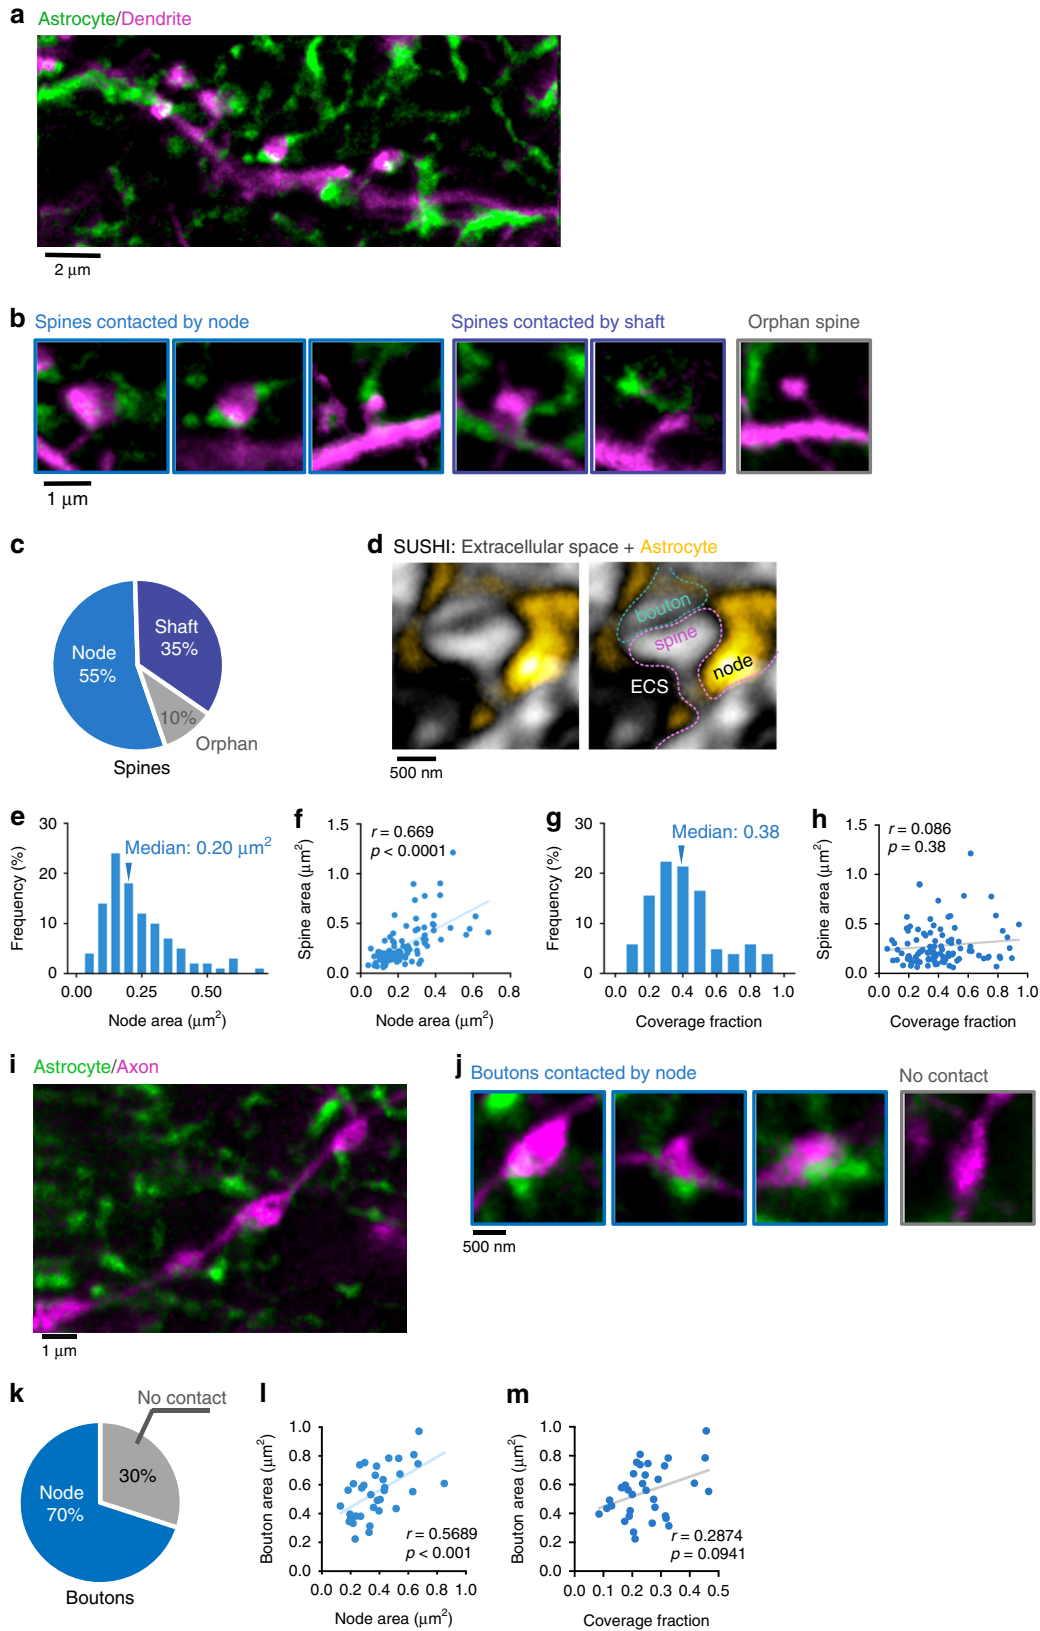 a Astrocyte/Dendrite
2 μm
b Spines contacted by node Spines contacted by shaft Orphan spine
1 μm
c
Node 55%
Shaft 35%
10%
Orphan
Spines
d SUSHI: Extracellular space + Astrocyte
bouton
spine
node
ECS
500 nm
e
Frequency (%)
30
20
10
0
Median: 0.20 μm²
0.00 0.25 0.50
Node area (μm²)
f
Spine area (μm²)
1.5
1.0
0.5
0.0
r = 0.669
p < 0.0001
0.0 0.2 0.4 0.6 0.8
Node area (μm²)
g
Frequency (%)
30
20
10
0
Median: 0.38
0.0 0.2 0.4 0.6 0.8 1.0
Coverage fraction
h
Spine area (μm²)
1.5
1.0
0.5
0.0
r = 0.086
p = 0.38
0.0 0.2 0.4 0.6 0.8 1.0
Coverage fraction
i Astrocyte/Axon
1 μm
j Boutons contacted by node No contact
500 nm
k
No contact
30%
Node
70%
Boutons
l
Bouton area (μm²)
1.0
0.8
0.6
0.4
0.2
0.0
r = 0.5689
p < 0.001
0.0 0.2 0.4 0.6 0.8 1.0
Node area (μm²)
m
Bouton area (μm²)
1.0
0.8
0.6
0.4
0.2
0.0
r = 0.2874
p = 0.0941
0.0 0.1 0.2 0.3 0.4 0.5
Coverage fraction